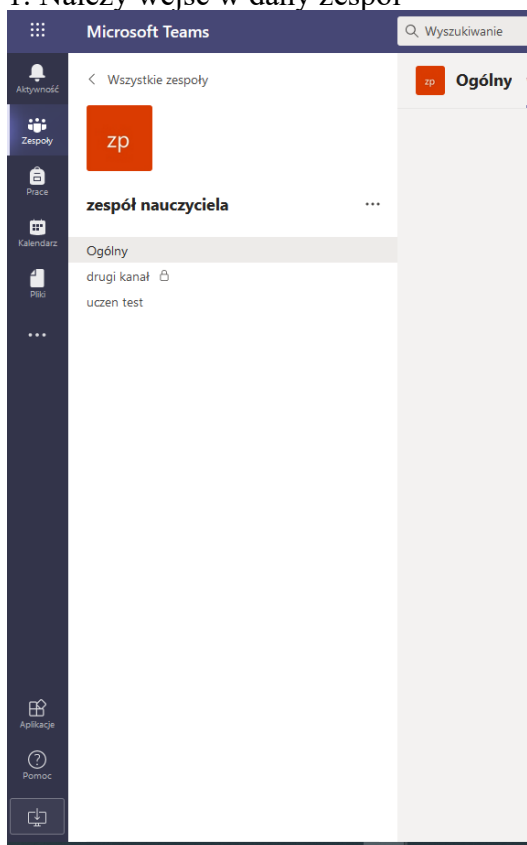 1. Należy wejść w dany zespół
Microsoft Teams
Wyszukiwanie
Aktywność
Zespoły
Prace
Kalendarz
Pliki
...
Aplikacje
Pomoc
< Wszystkie zespoły
zp
zespół nauczyciela ...
Ogólny
drugi kanał
uczen test
zp Ogólny